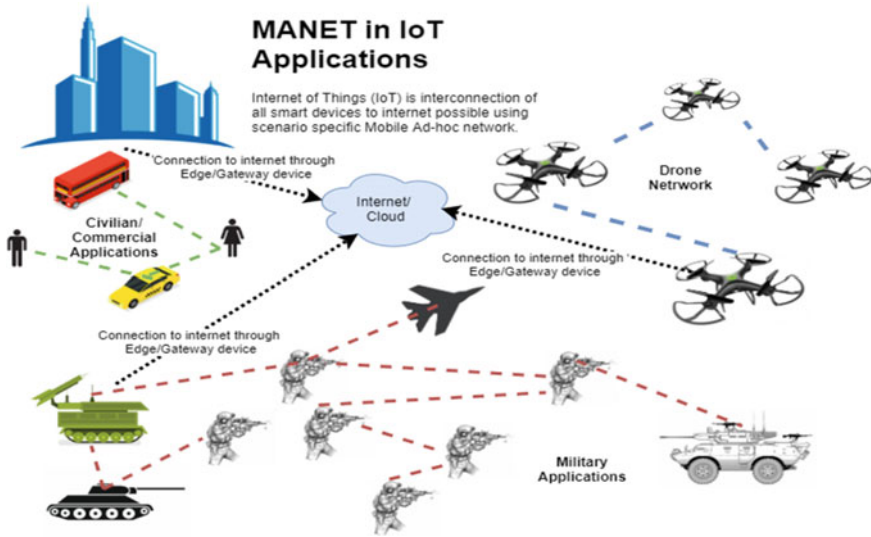 MANET in IoT
Applications
Internet of Things (IoT) is interconnection of
all smart devices to internet possible using
scenario specific Mobile Ad-hoc network.
Connection to internet through
Edge/Gateway device
Internet/
Cloud
Drone
Netrwork
Civilian/
Commercial
Applications
Connection to internet through
Edge/Gateway device
Connection to internet through
Edge/Gateway device
Military
Applications